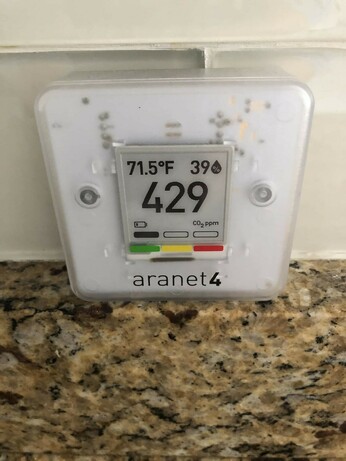 71.5°F 39%
429
CO₂ ppm
aranet4